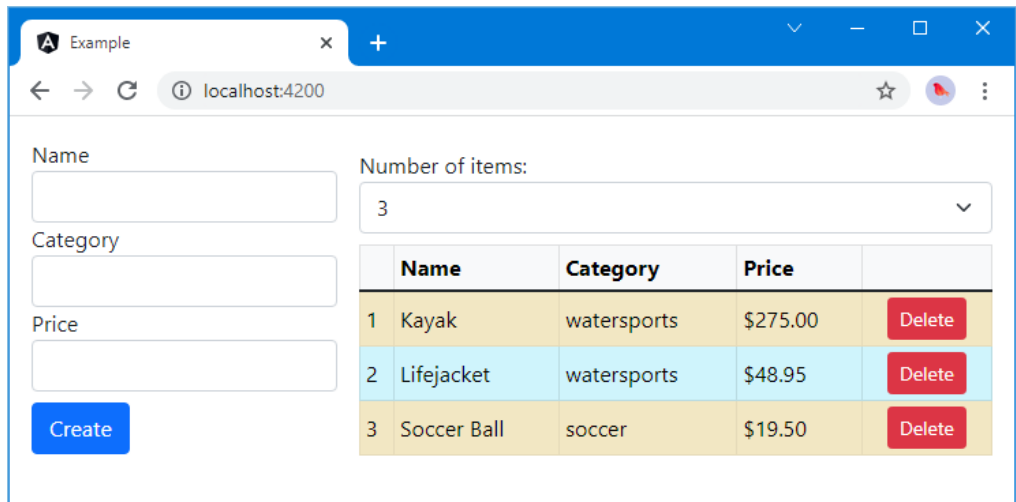 Example
localhost:4200
Name
Category
Price
Create
Number of items:
3
Name Category Price
1 Kayak watersports $275.00 Delete
2 Lifejacket watersports $48.95 Delete
3 Soccer Ball soccer $19.50 Delete